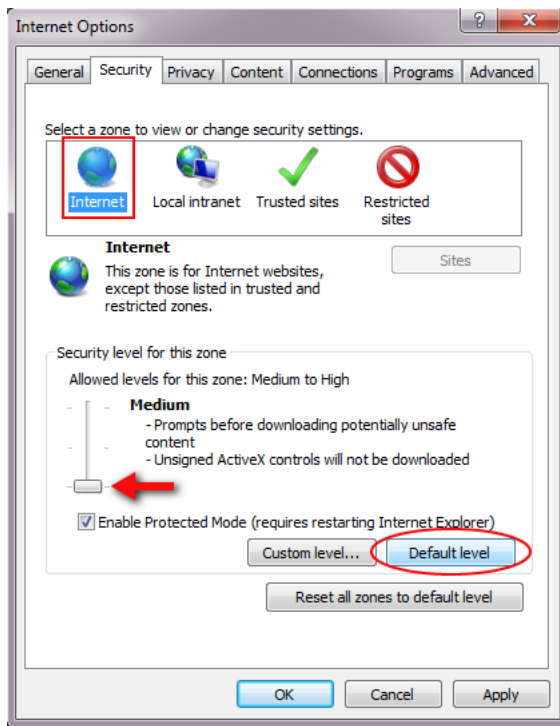 Internet Options
General Security Privacy Content Connections Programs Advanced
Select a zone to view or change security settings.
Internet Local intranet Trusted sites Restricted
sites
Internet
This zone is for Internet websites,
except those listed in trusted and
restricted zones.
Sites
Security level for this zone
Allowed levels for this zone: Medium to High
Medium
- Prompts before downloading potentially unsafe
content
- Unsigned ActiveX controls will not be downloaded
Enable Protected Mode (requires restarting Internet Explorer)
Custom level... Default level
Reset all zones to default level
OK Cancel Apply